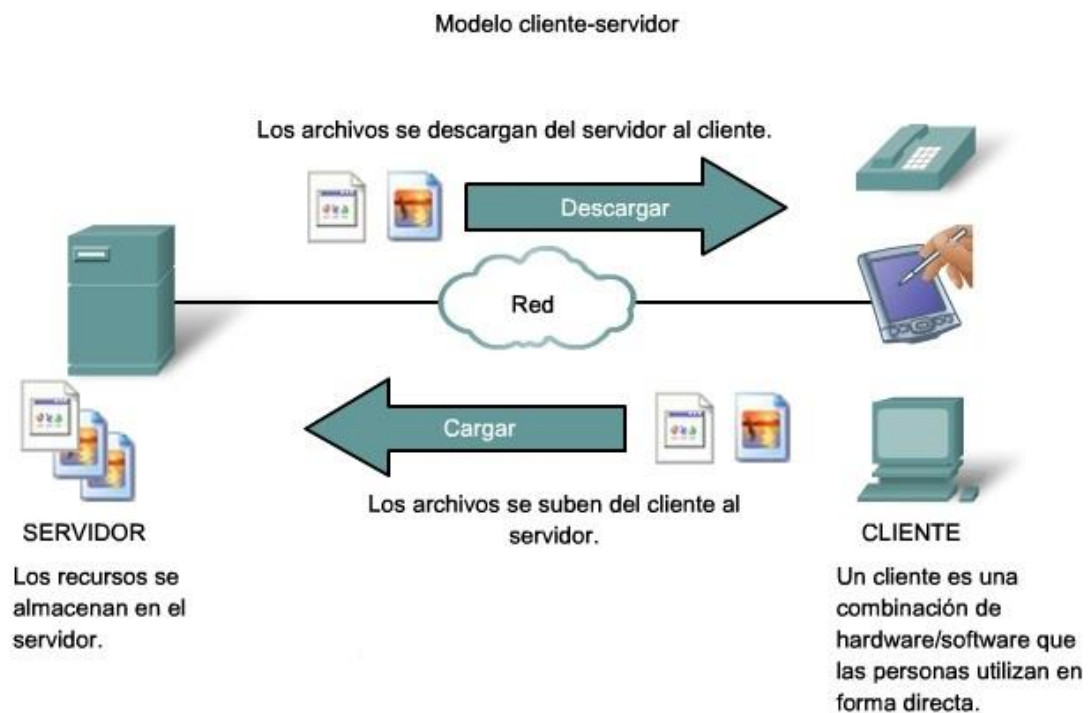 Modelo cliente-servidor
Los archivos se descargan del servidor al cliente.
Descargar
Red
Cargar
Los archivos se suben del cliente al
servidor.
SERVIDOR
Los recursos se
almacenan en el
servidor.
CLIENTE
Un cliente es una
combinación de
hardware/software que
las personas utilizan en
forma directa.